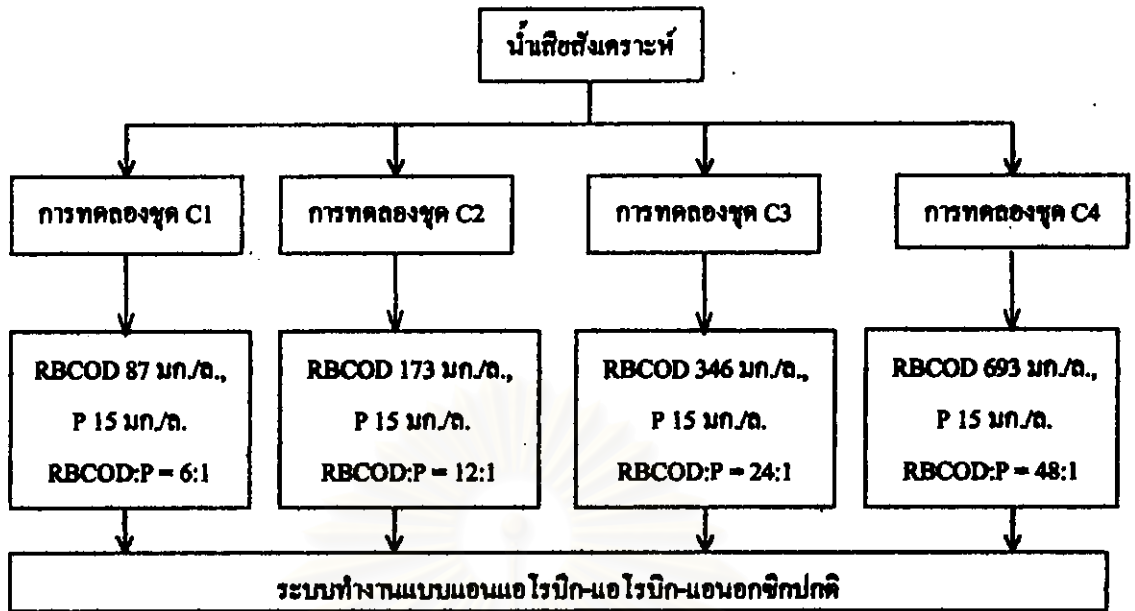 น้ำเสียสังเคราะห์
การทดลองชุด C1
การทดลองชุด C2
การทดลองชุด C3
การทดลองชุด C4
RBCOD 87 มก./ล.,
P 15 มก./ล.
RBCOD:P = 6:1
RBCOD 173 มก./ล.,
P 15 มก./ล.
RBCOD:P = 12:1
RBCOD 346 มก./ล.,
P 15 มก./ล.
RBCOD:P = 24:1
RBCOD 693 มก./ล.,
P 15 มก./ล.
RBCOD:P = 48:1
ระบบทำงานแบบแอนแอโรบิก-แอโรบิก-แอนอกซิกปกติ